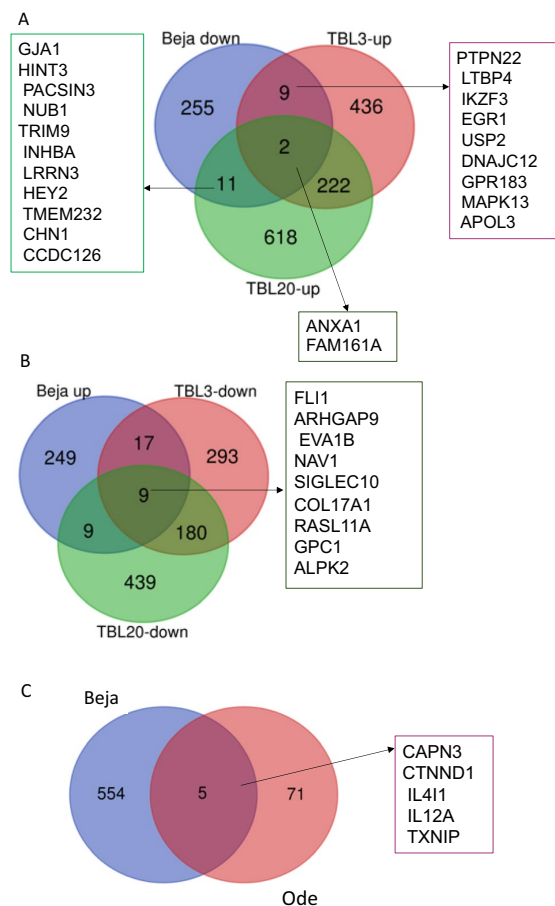 A
Beja down
TBL3-up
GJA1
HINT3
PACSIN3
NUB1
TRIM9
INHBA
LRRN3
HEY2
TMEM232
CHN1
CCDC126
255
9
436
2
11
222
618
TBL20-up
PTPN22
LTBP4
IKZF3
EGR1
USP2
DNAJC12
GPR183
MAPK13
APOL3
ANXA1
FAM161A
B
Beja up
TBL3-down
249
17
293
9
9
180
439
TBL20-down
FLI1
ARHGAP9
EVA1B
NAV1
SIGLEC10
COL17A1
RASL11A
GPC1
ALPK2
C
Beja
554
5
71
Ode
CAPN3
CTNND1
IL4I1
IL12A
TXNIP